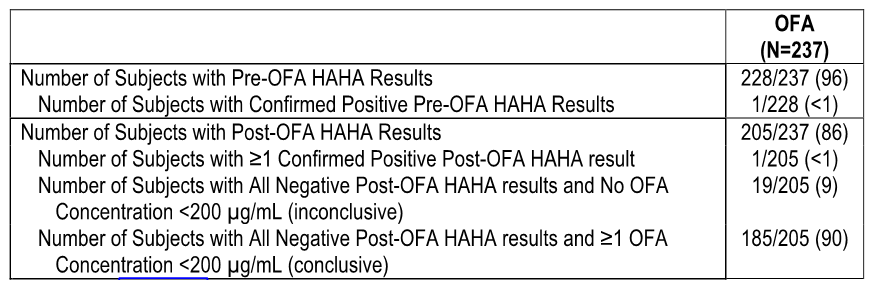 OFA
(N=237)
Number of Subjects with Pre-OFA HAHA Results 228/237 (96)
Number of Subjects with Confirmed Positive Pre-OFA HAHA Results 1/228 (<1)
Number of Subjects with Post-OFA HAHA Results 205/237 (86)
Number of Subjects with ≥1 Confirmed Positive Post-OFA HAHA result 1/205 (<1)
Number of Subjects with All Negative Post-OFA HAHA results and No OFA 19/205 (9)
Concentration <200 µg/mL (inconclusive)
Number of Subjects with All Negative Post-OFA HAHA results and ≥1 OFA 185/205 (90)
Concentration <200 µg/mL (conclusive)